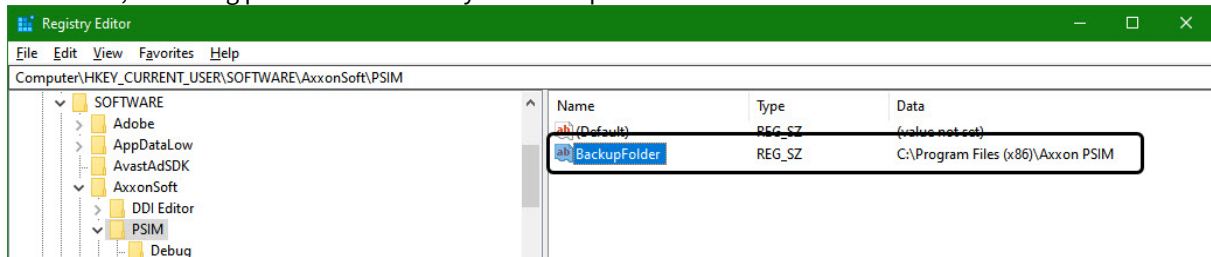 Registry Editor
File Edit View Favorites Help
Computer\HKEY_CURRENT_USER\SOFTWARE\AxxonSoft\PSIM
SOFTWARE
Adobe
AppDataLow
AvastAdSDK
AxxonSoft
DDI Editor
PSIM
Debug
Name Type Data
(Default) REG_SZ (value not set)
BackupFolder REG_SZ C:\Program Files (x86)\Axxon PSIM